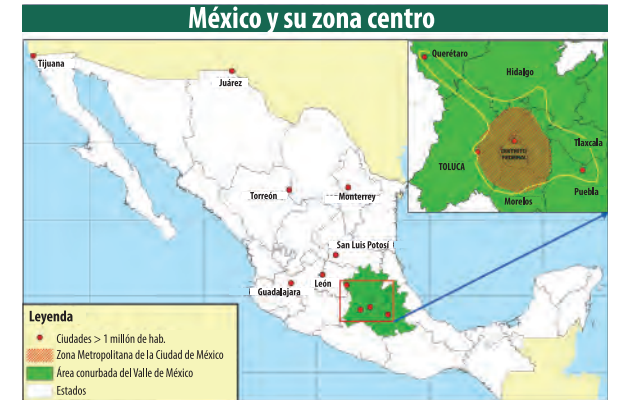 México y su zona centro
Tijuana
Juárez
Torreón
Monterrey
San Luis Potosí
León
Guadalajara
Querétaro
Hidalgo
Tlaxcala
DISTRITO
FEDERAL
TOLUCA
Puebla
Morelos
Leyenda
Ciudades > 1 millón de hab.
Zona Metropolitana de la Ciudad de México
Área conurbada del Valle de México
Estados